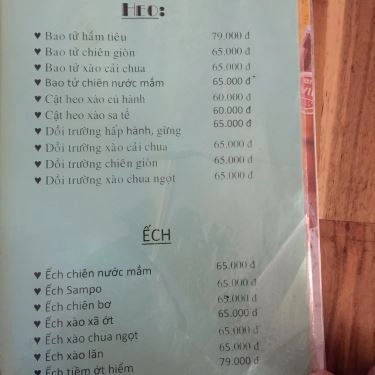 HEO:
♥ Bao tử hầm tiêu 79.000 đ
♥ Bao tử chiên giòn 65.000 đ
♥ Bao tử xào cải chua 65.000 đ
♥ Bao tử chiên nước mắm 65.000 đ
♥ Cật heo xào củ hành 60.000 đ
♥ Cật heo xào sa tế 60.000 đ
♥ Dồi trường hấp hành, gừng 65.000 đ
♥ Dồi trường xào cải chua 65.000 đ
♥ Dồi trường chiên giòn 65.000 đ
♥ Dồi trường xào chua ngọt 65.000 đ
ẾCH
♥ Ếch chiên nước mắm 65.000 đ
♥ Ếch Sampo 65.000 đ
♥ Ếch chiên bơ 65.000 đ
♥ Ếch xào xã ớt 65.000 đ
♥ Ếch xào chua ngọt 65.000 đ
♥ Ếch xào lăn 65.000 đ
♥ Ếch tiềm ớt hiểm 79.000 đ